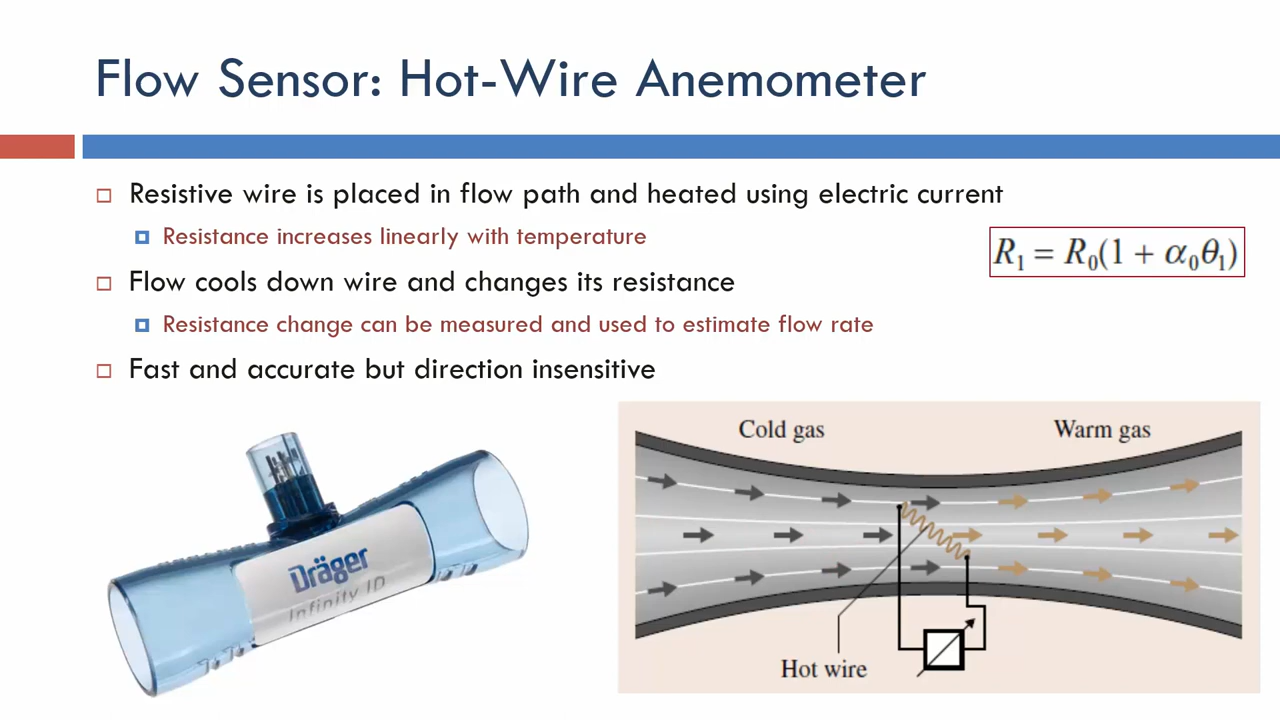 Flow Sensor: Hot-Wire Anemometer
Resistive wire is placed in flow path and heated using electric current
Resistance increases linearly with temperature
R₁ = R₀(1 + α₀θ₁)
Flow cools down wire and changes its resistance
Resistance change can be measured and used to estimate flow rate
Fast and accurate but direction insensitive
Dräger
Infinity ID
Cold gas
Warm gas
Hot wire